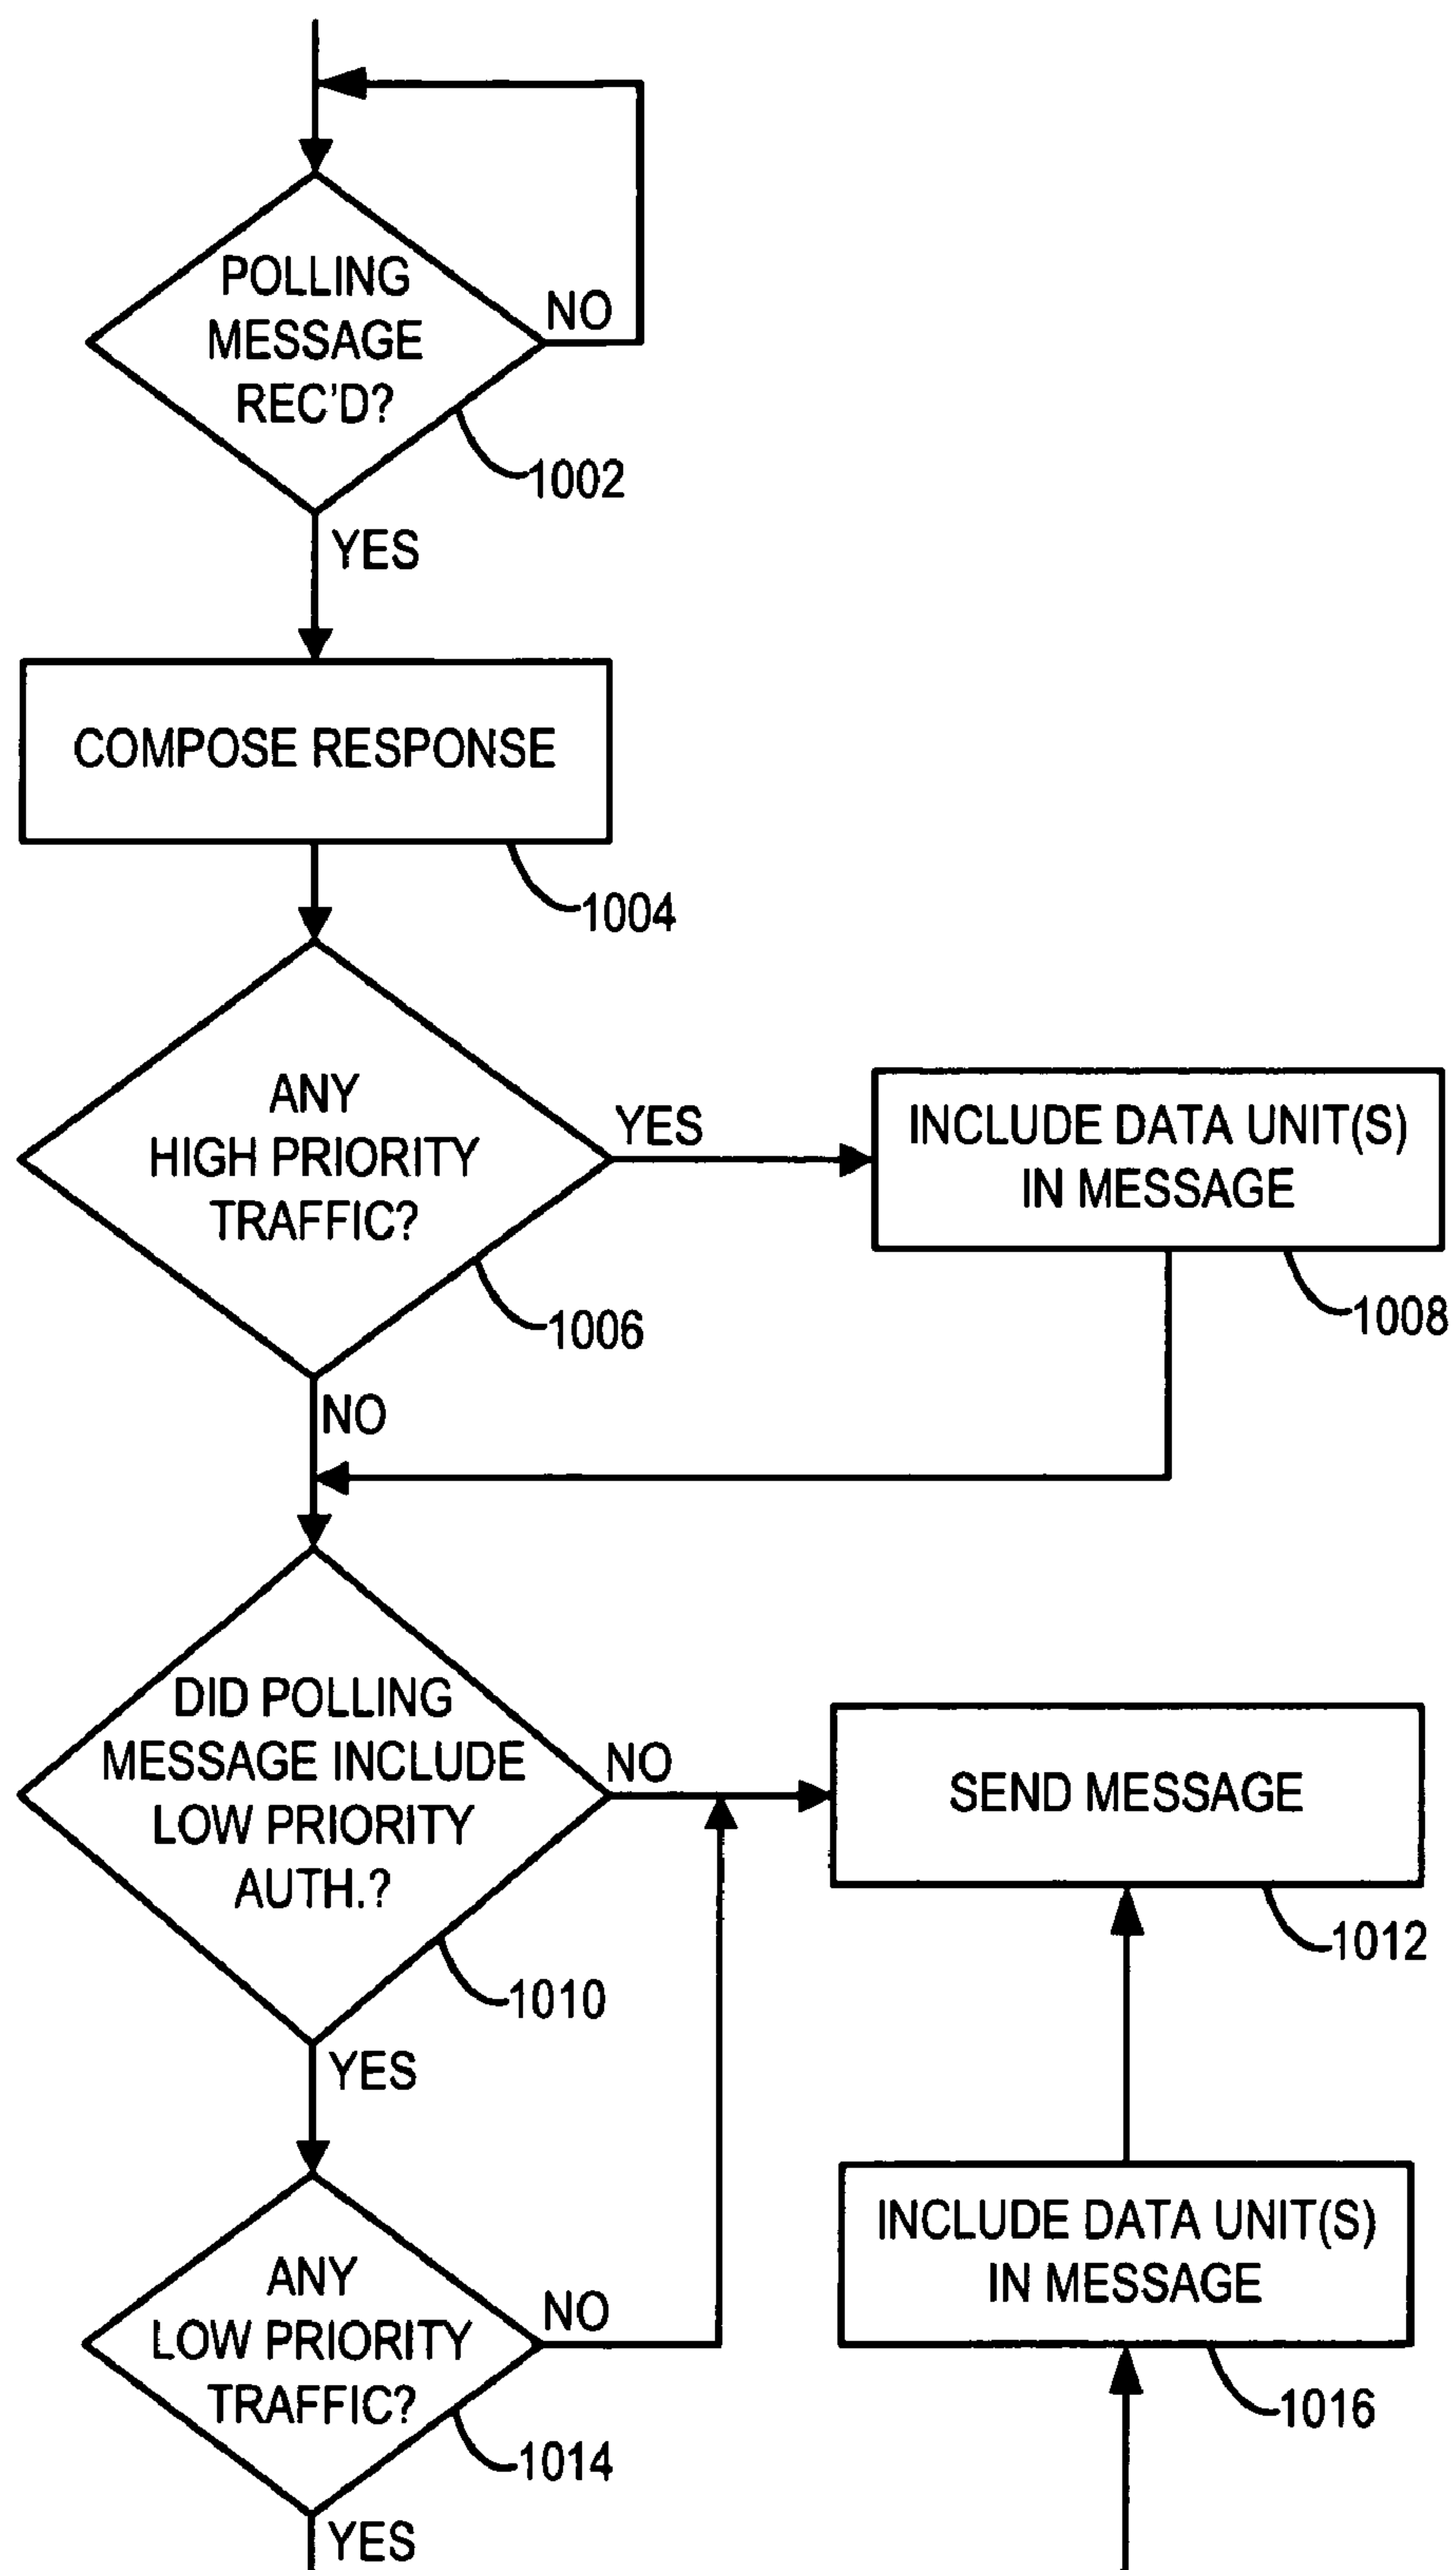 POLLING
MESSAGE
REC'D?
NO
1002
YES
COMPOSE RESPONSE
1004
ANY
HIGH PRIORITY
TRAFFIC?
YES
1006
NO
INCLUDE DATA UNIT(S)
IN MESSAGE
1008
DID POLLING
MESSAGE INCLUDE
LOW PRIORITY
AUTH.?
NO
1010
YES
SEND MESSAGE
1012
ANY
LOW PRIORITY
TRAFFIC?
NO
1014
YES
INCLUDE DATA UNIT(S)
IN MESSAGE
1016